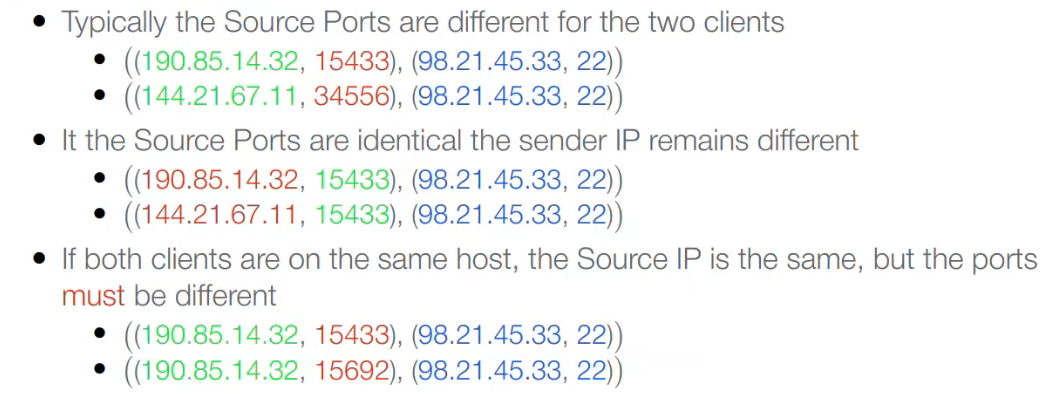 • Typically the Source Ports are different for the two clients
• ((190.85.14.32, 15433), (98.21.45.33, 22))
• ((144.21.67.11, 34556), (98.21.45.33, 22))
• It the Source Ports are identical the sender IP remains different
• ((190.85.14.32, 15433), (98.21.45.33, 22))
• ((144.21.67.11, 15433), (98.21.45.33, 22))
• If both clients are on the same host, the Source IP is the same, but the ports
must be different
• ((190.85.14.32, 15433), (98.21.45.33, 22))
• ((190.85.14.32, 15692), (98.21.45.33, 22))